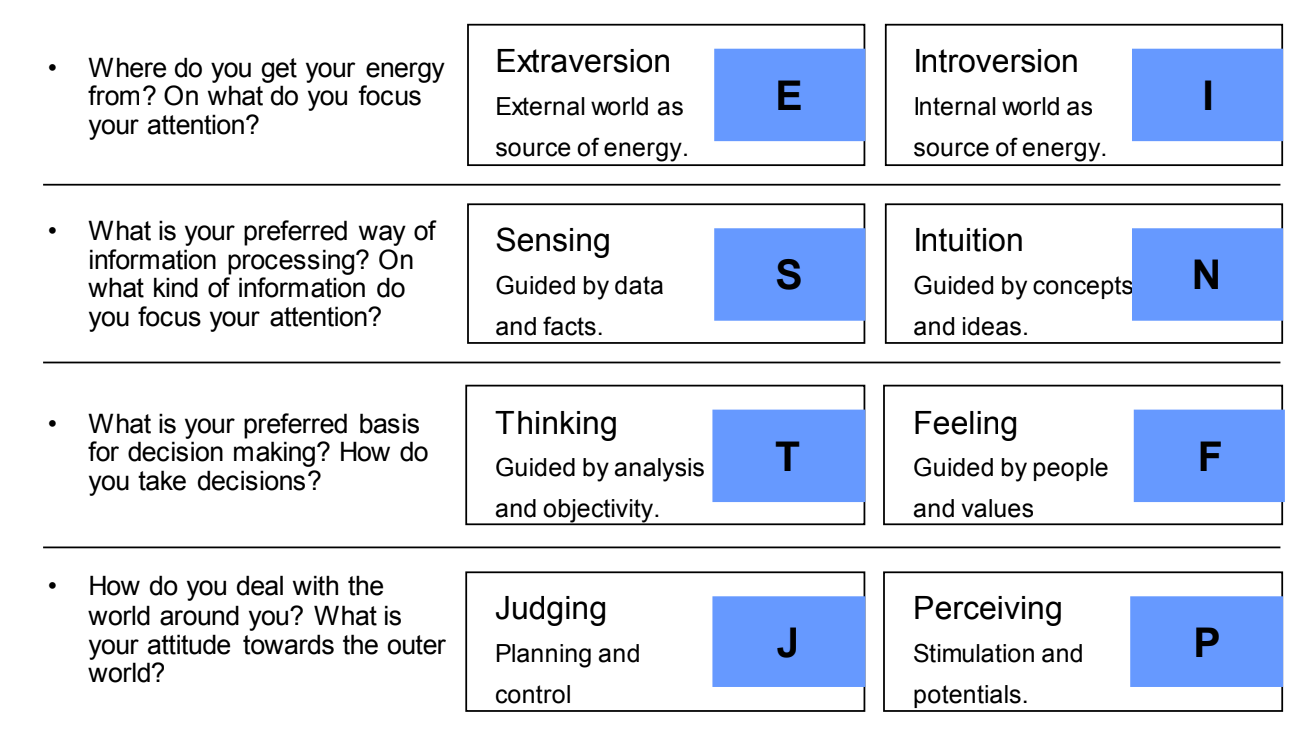 • Where do you get your energy
from? On what do you focus
your attention?
Extraversion
External world as
source of energy.
E
Introversion
Internal world as
source of energy.
I
• What is your preferred way of
information processing? On
what kind of information do
you focus your attention?
Sensing
Guided by data
and facts.
S
Intuition
Guided by concepts
and ideas.
N
• What is your preferred basis
for decision making? How do
you take decisions?
Thinking
Guided by analysis
and objectivity.
T
Feeling
Guided by people
and values
F
• How do you deal with the
world around you? What is
your attitude towards the outer
world?
Judging
Planning and
control
J
Perceiving
Stimulation and
potentials.
P